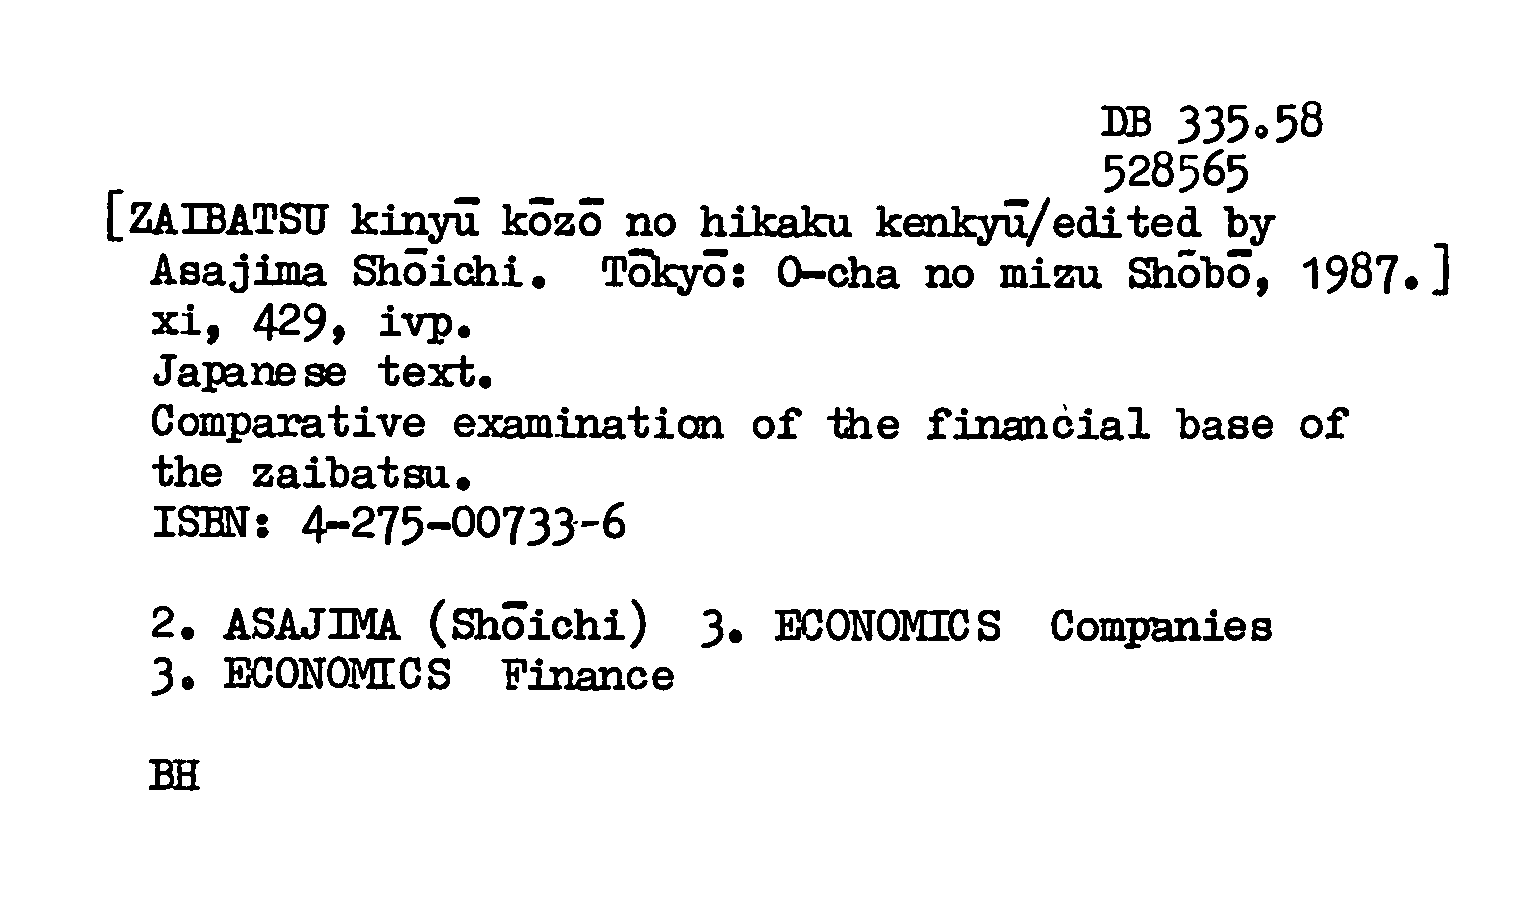 DB 335.58
528565
[ZAIBATSU kinyū kōzō no hikaku kenkyū/edited by
Asajima Shōichi. Tōkyō: O-cha no mizu Shōbō, 1987.]
xi, 429, ivp.
Japanese text.
Comparative examination of the financial base of
the zaibatsu.
ISBN: 4-275-00733-6
2. ASAJIMA (Shōichi) 3. ECONOMICS Companies
3. ECONOMICS Finance
BH